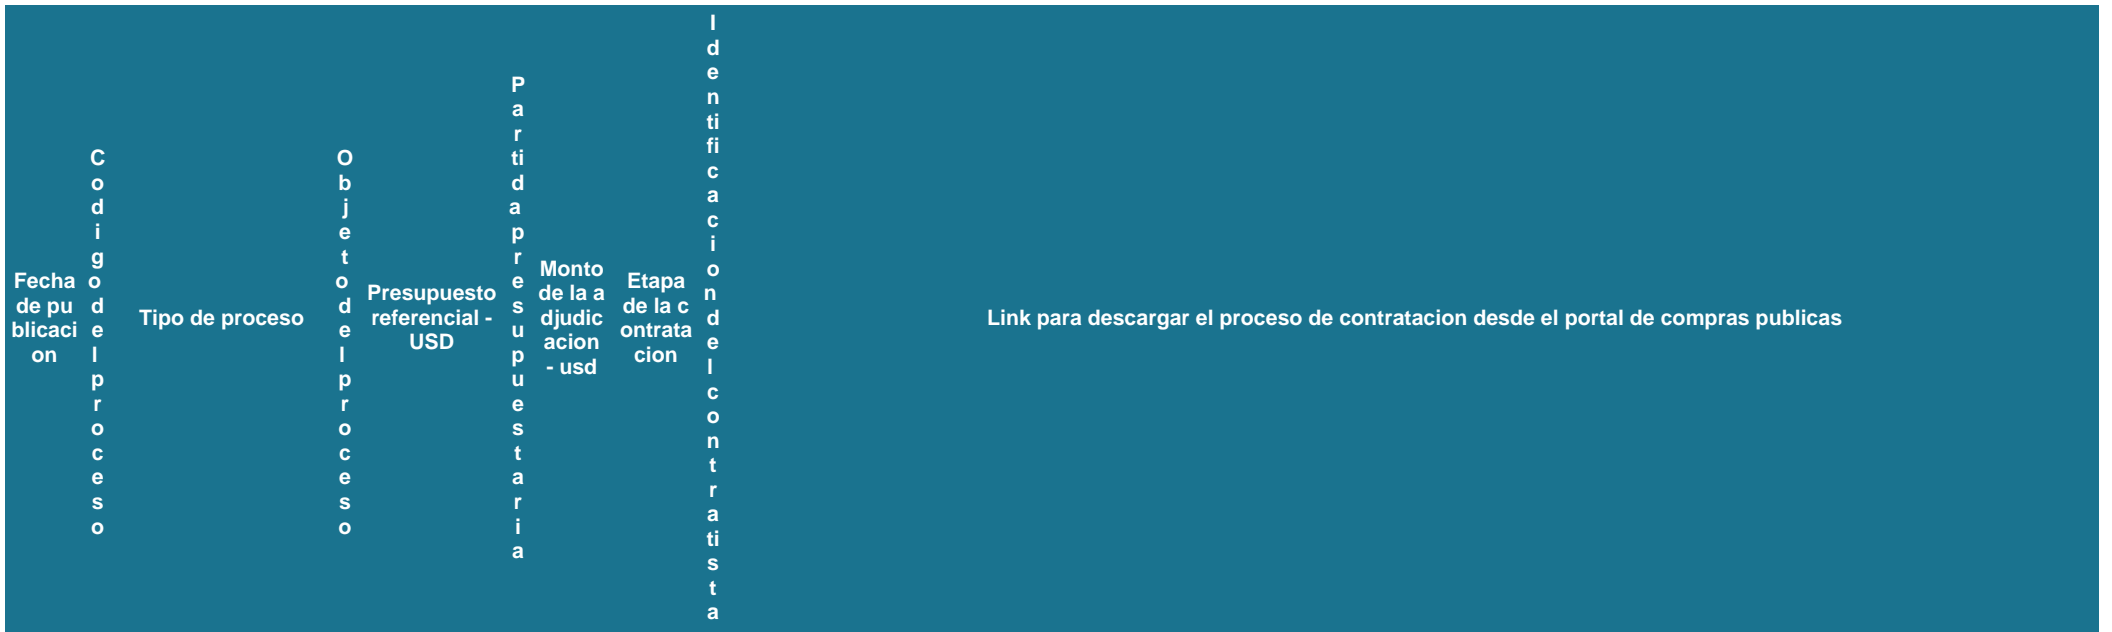 Fecha
de pu
blicaci
on
C
o
d
i
g
o
d
e
l
p
r
o
c
e
s
o
Tipo de proceso
O
b
j
e
t
o
d
e
l
p
r
o
c
e
s
o
Presupuesto
referencial -
USD
P
a
r
ti
d
a
p
r
e
s
u
p
u
e
s
t
a
r
i
a
Monto
de la a
djudic
acion
- usd
Etapa
de la c
ontrata
cion
I
d
e
n
ti
fi
c
a
c
i
o
n
d
e
l
c
o
n
t
r
a
ti
s
t
a
Link para descargar el proceso de contratacion desde el portal de compras publicas